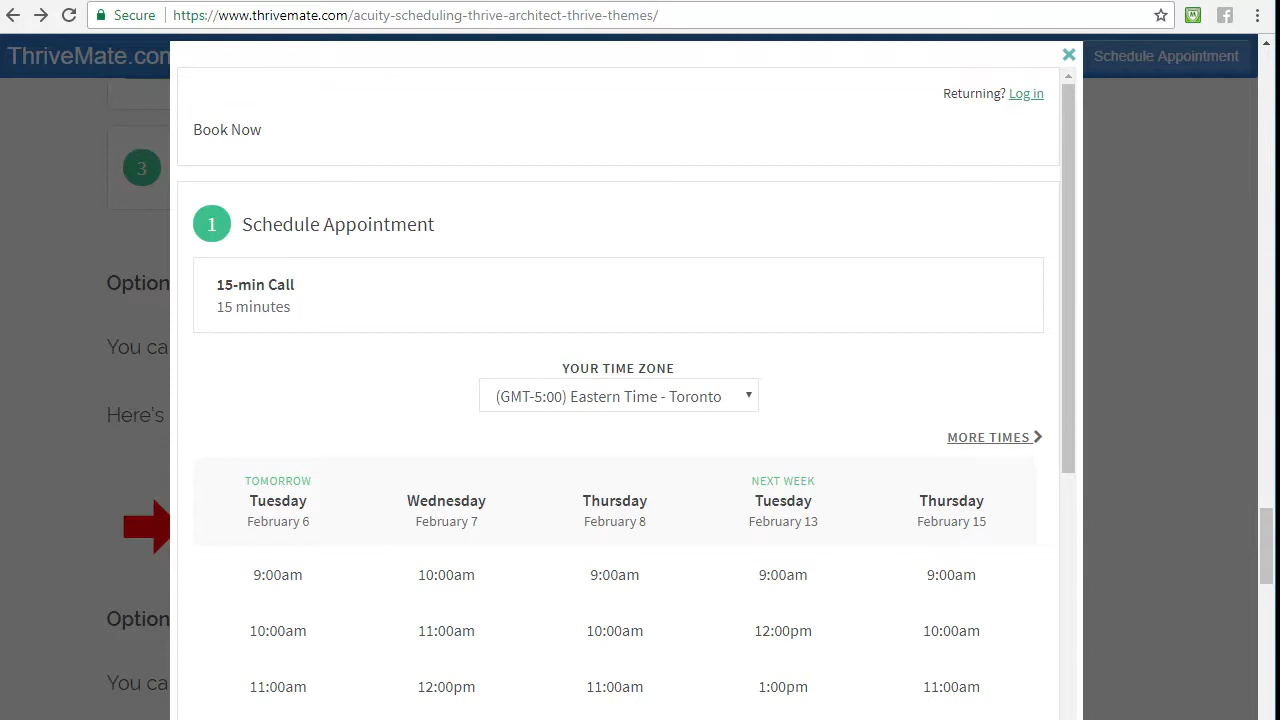 Secure https://www.thrivemate.com/acuity-scheduling-thrive-architect-thrive-themes/
ThriveMate.com
Schedule Appointment
Returning? Log in
Book Now
3
1 Schedule Appointment
15-min Call
15 minutes
Option
You ca
Here's
YOUR TIME ZONE
(GMT-5:00) Eastern Time - Toronto
MORE TIMES
TOMORROW NEXT WEEK
Tuesday Wednesday Thursday Tuesday Thursday
February 6 February 7 February 8 February 13 February 15
9:00am 10:00am 9:00am 9:00am 9:00am
Option
10:00am 11:00am 10:00am 12:00pm 10:00am
You ca
11:00am 12:00pm 11:00am 1:00pm 11:00am